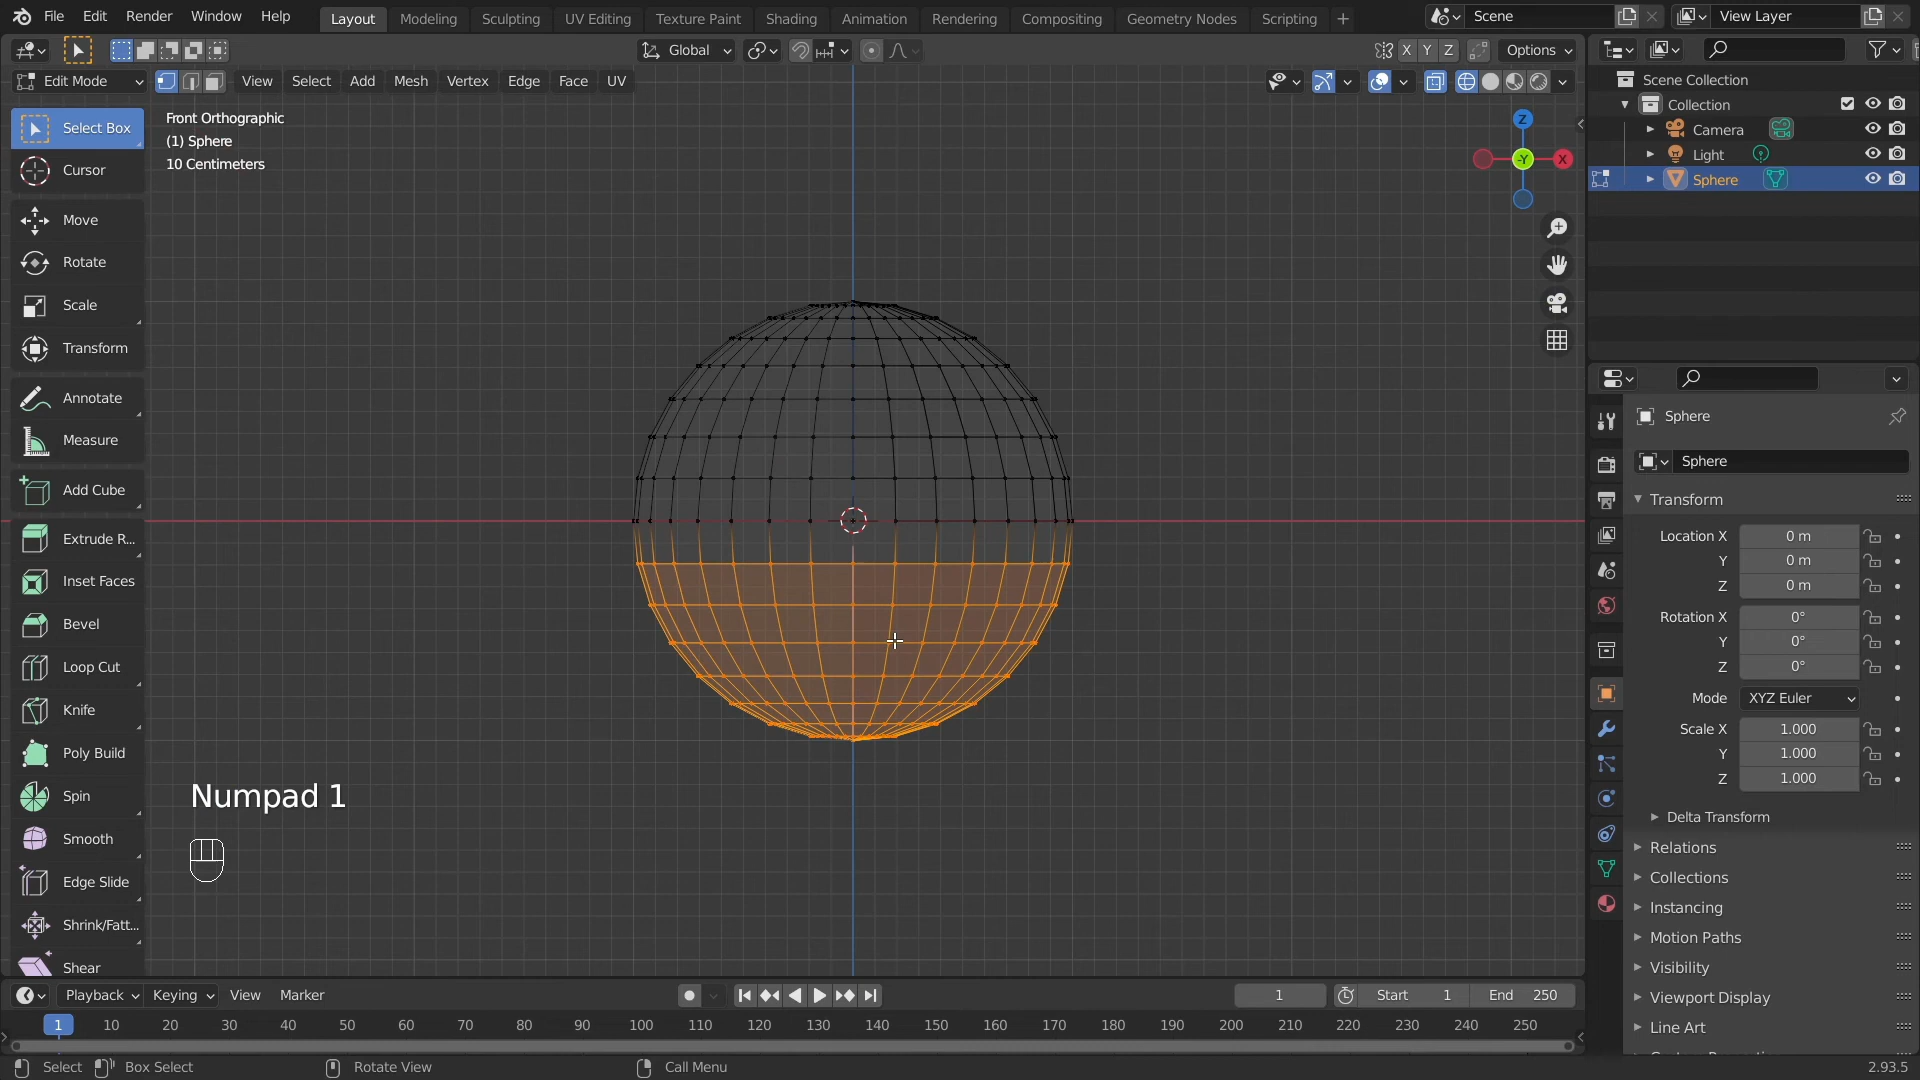 File Edit Render Window Help Layout Modeling Sculpting UV Editing Texture Paint Shading Animation Rendering Compositing Geometry Nodes Scripting + Scene View Layer
Global X Y Z Options
Edit Mode View Select Add Mesh Vertex Edge Face UV
Scene Collection
Collection
Camera
Light
Sphere
Select Box
Cursor
Move
Rotate
Scale
Transform
Annotate
Measure
Add Cube
Extrude R...
Inset Faces
Bevel
Loop Cut
Knife
Poly Build
Spin
Smooth
Edge Slide
Shrink/Fatt...
Shear
Front Orthographic
(1) Sphere
10 Centimeters
Z
-Y
X
Numpad 1
Sphere
Sphere
Transform
Location X 0 m
Y 0 m
Z 0 m
Rotation X 0°
Y 0°
Z 0°
Mode XYZ Euler
Scale X 1.000
Y 1.000
Z 1.000
Delta Transform
Relations
Collections
Instancing
Motion Paths
Visibility
Viewport Display
Line Art
Playback Keying View Marker 1 Start 1 End 250
1 10 20 30 40 50 60 70 80 90 100 110 120 130 140 150 160 170 180 190 200 210 220 230 240 250
Select Box Select Rotate View Call Menu 2.93.5